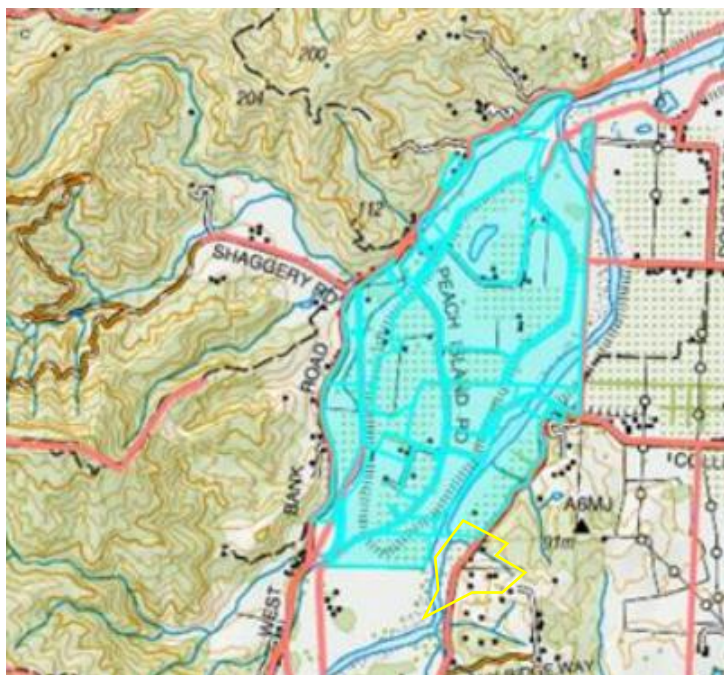 C
200
204
112
SHAGGERY RD
PEACH ISLAND RD
ROAD
BANK
WEST
'COLL
A6MJ
91m
WAY